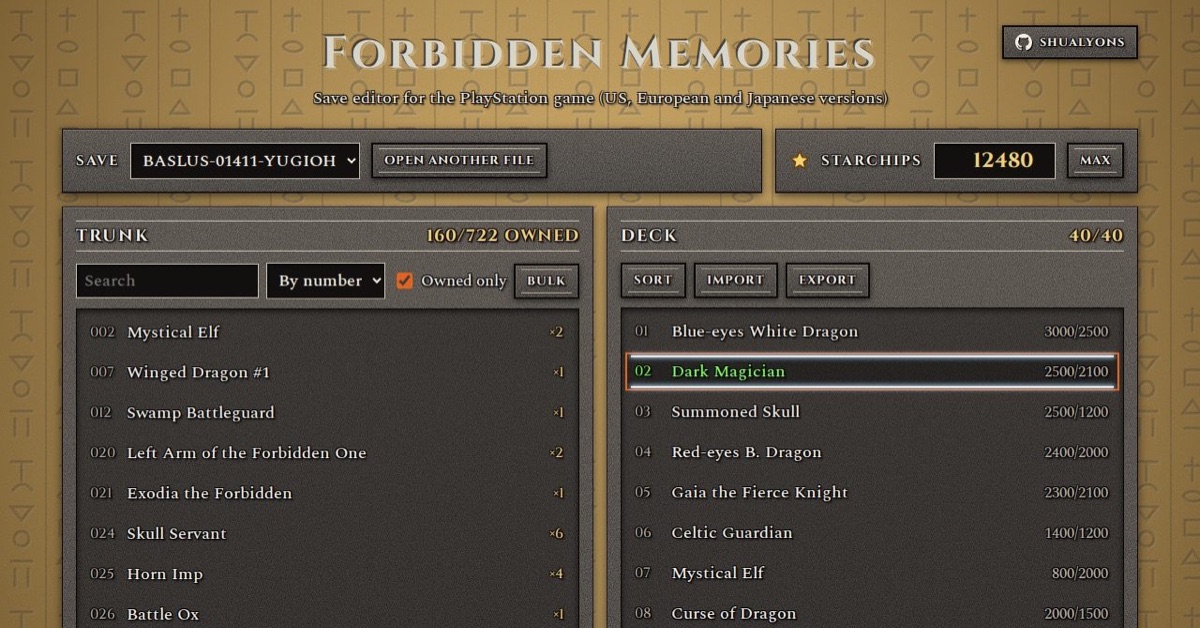 Forbidden Memories
SHUALYONS
Save editor for the PlayStation game (US, European and Japanese versions)
SAVE
BASLUS-01411-YUGIOH
OPEN ANOTHER FILE
STARCHIPS
12480
MAX
TRUNK
160/722 OWNED
Search
By number
Owned only
BULK
002 Mystical Elf ×2
007 Winged Dragon #1 ×1
012 Swamp Battleguard ×1
020 Left Arm of the Forbidden One ×2
021 Exodia the Forbidden ×1
024 Skull Servant ×6
025 Horn Imp ×4
026 Battle Ox ×1
DECK
40/40
SORT
IMPORT
EXPORT
01 Blue-eyes White Dragon 3000/2500
02 Dark Magician 2500/2100
03 Summoned Skull 2500/1200
04 Red-eyes B. Dragon 2400/2000
05 Gaia the Fierce Knight 2300/2100
06 Celtic Guardian 1400/1200
07 Mystical Elf 800/2000
08 Curse of Dragon 2000/1500